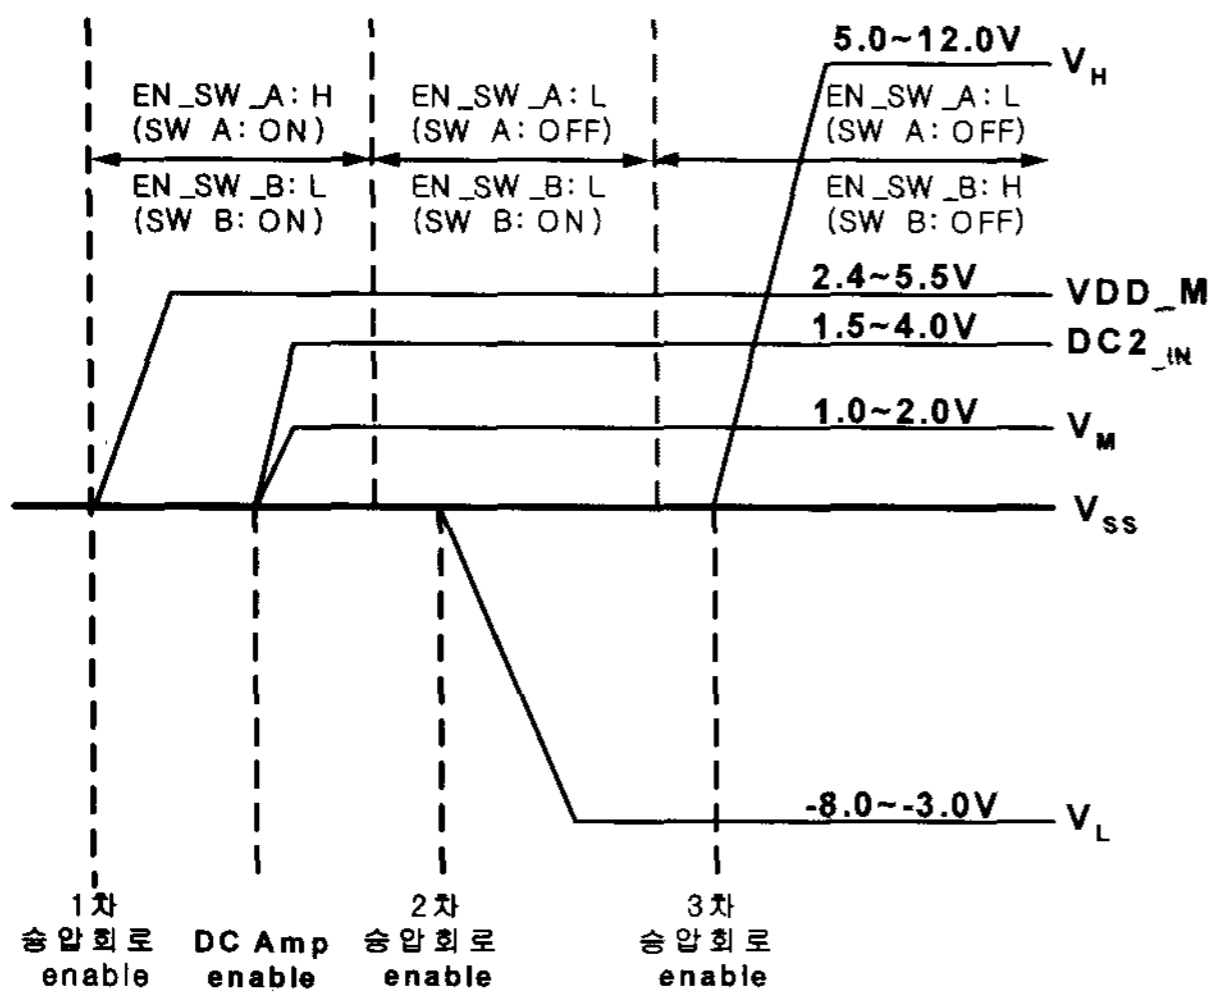 5.0~12.0V
V_H
EN_SW_A: H
(SW A: ON)
EN_SW_A: L
(SW A: OFF)
EN_SW_A: L
(SW A: OFF)
EN_SW_B: L
(SW B: ON)
EN_SW_B: L
(SW B: ON)
EN_SW_B: H
(SW B: OFF)
2.4~5.5V
VDD_M
1.5~4.0V
DC2_IN
1.0~2.0V
V_M
V_SS
-8.0~-3.0V
V_L
1차
승압회로
enable
DC Amp
enable
2차
승압회로
enable
3차
승압회로
enable